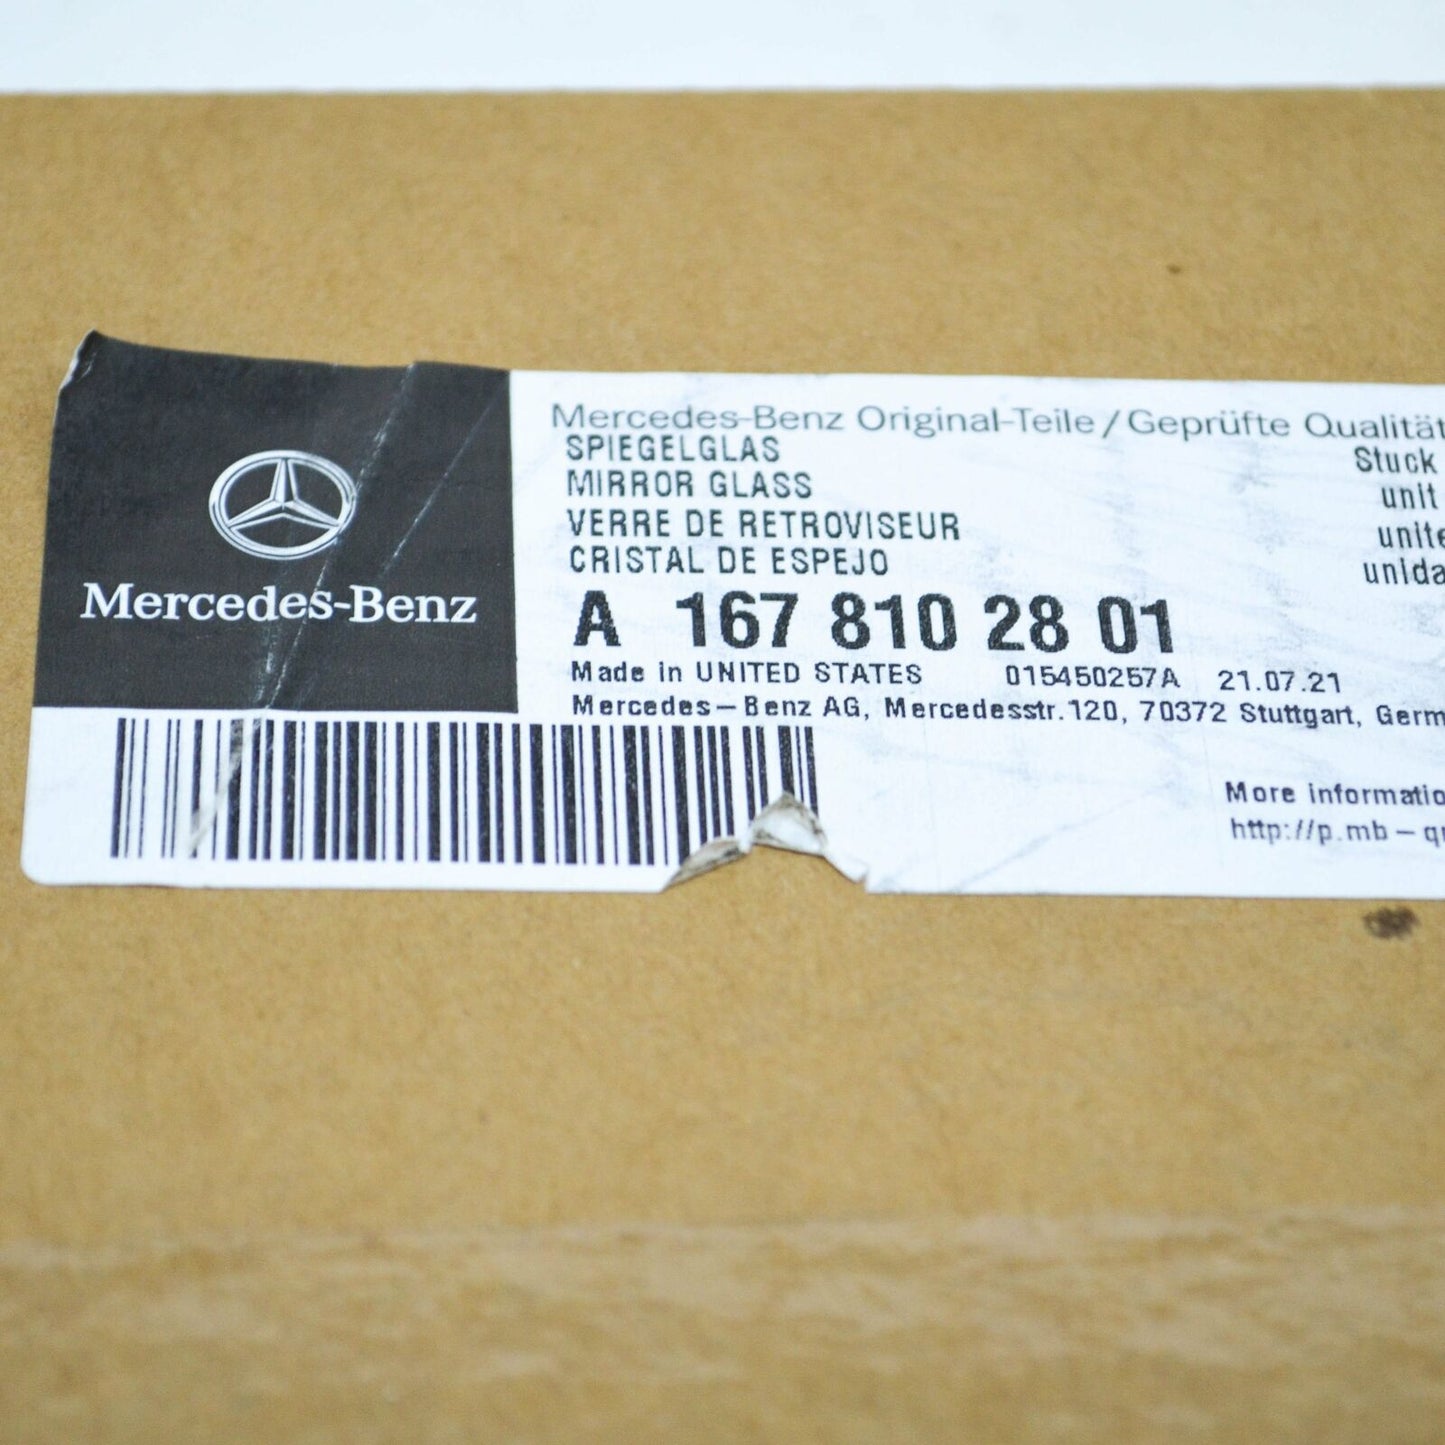 Mercedes-Benz
Mercedes-Benz Original-Teile / Geprüfte Qualität
SPIEGELGLAS
MIRROR GLASS
VERRE DE RETROVISEUR
CRISTAL DE ESPEJO
Stuck
unit
unite
unida
A 167 810 28 01
Made in UNITED STATES 015450257A 21.07.21
Mercedes-Benz AG, Mercedesstr. 120, 70372 Stuttgart, Germ
More informatio
http://p.mb-q